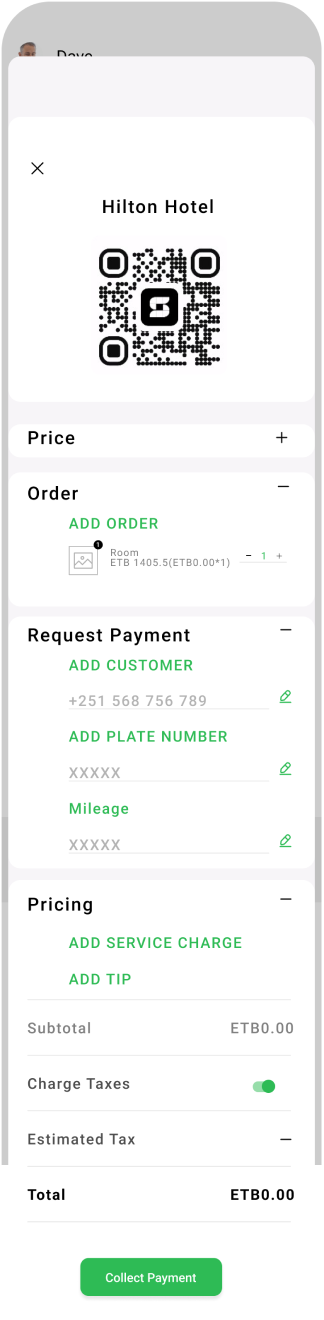 Dave
Hilton Hotel
Price
Order
ADD ORDER
1
Room
ETB 1405.5(ETB0.00*1)
- 1 +
Request Payment
ADD CUSTOMER
+251 568 756 789
ADD PLATE NUMBER
XXXXX
Mileage
XXXXX
Pricing
ADD SERVICE CHARGE
ADD TIP
Subtotal ETB0.00
Charge Taxes
Estimated Tax –
Total ETB0.00
Collect Payment